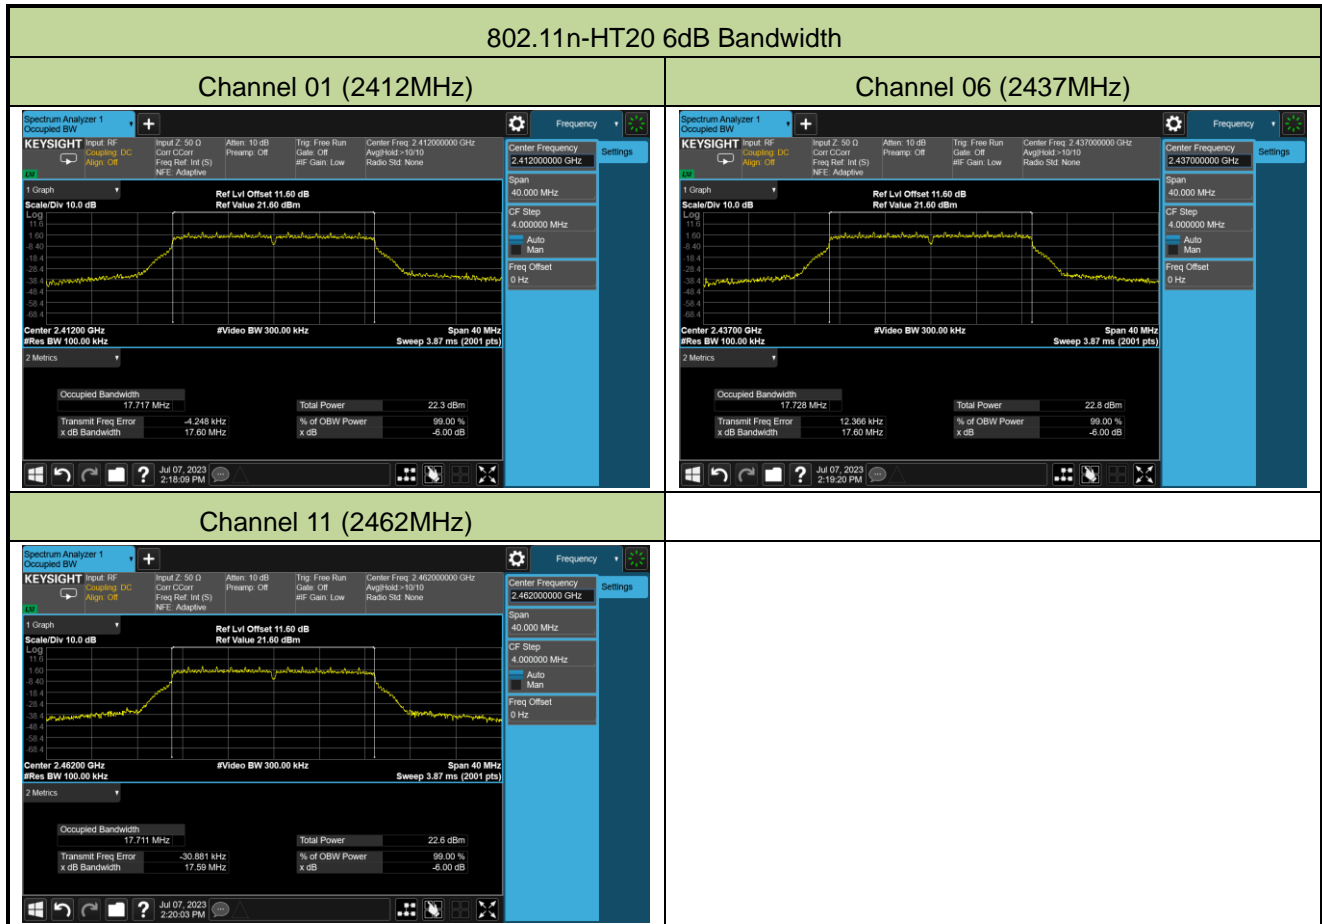 802.11n-HT20 6dB Bandwidth
Channel 01 (2412MHz)
Channel 06 (2437MHz)
Spectrum Analyzer 1
Occupied BW
Frequency
KEYSIGHT
Input: RF
Coupling: DC
Align: Off
Input Z: 50 Ω
Corr CCorr
Freq Ref: Int (S)
NFE: Adaptive
Atten: 10 dB
Preamp: Off
Trig: Free Run
Gate: Off
#IF Gain: Low
Center Freq: 2.412000000 GHz
Avg|Hold:>10/10
Radio Std: None
LXI
Center Frequency
2.412000000 GHz
Settings
Span
40.000 MHz
CF Step
4.000000 MHz
Auto
Man
Freq Offset
0 Hz
1 Graph
Scale/Div 10.0 dB
Ref Lvl Offset 11.60 dB
Ref Value 21.60 dBm
Log
11.6
1.60
-8.40
-18.4
-28.4
-38.4
-48.4
-58.4
-68.4
Center 2.41200 GHz
#Video BW 300.00 kHz
Span 40 MHz
#Res BW 100.00 kHz
Sweep 3.87 ms (2001 pts)
2 Metrics
Occupied Bandwidth
17.717 MHz
Total Power 22.3 dBm
Transmit Freq Error -4.248 kHz
% of OBW Power 99.00 %
x dB Bandwidth 17.60 MHz
x dB -6.00 dB
Jul 07, 2023
2:18:09 PM
Spectrum Analyzer 1
Occupied BW
Frequency
KEYSIGHT
Input: RF
Coupling: DC
Align: Off
Input Z: 50 Ω
Corr CCorr
Freq Ref: Int (S)
NFE: Adaptive
Atten: 10 dB
Preamp: Off
Trig: Free Run
Gate: Off
#IF Gain: Low
Center Freq: 2.437000000 GHz
Avg|Hold:>10/10
Radio Std: None
LXI
Center Frequency
2.437000000 GHz
Settings
Span
40.000 MHz
CF Step
4.000000 MHz
Auto
Man
Freq Offset
0 Hz
1 Graph
Scale/Div 10.0 dB
Ref Lvl Offset 11.60 dB
Ref Value 21.60 dBm
Log
11.6
1.60
-8.40
-18.4
-28.4
-38.4
-48.4
-58.4
-68.4
Center 2.43700 GHz
#Video BW 300.00 kHz
Span 40 MHz
#Res BW 100.00 kHz
Sweep 3.87 ms (2001 pts)
2 Metrics
Occupied Bandwidth
17.728 MHz
Total Power 22.8 dBm
Transmit Freq Error 12.366 kHz
% of OBW Power 99.00 %
x dB Bandwidth 17.60 MHz
x dB -6.00 dB
Jul 07, 2023
2:19:20 PM
Channel 11 (2462MHz)
Spectrum Analyzer 1
Occupied BW
Frequency
KEYSIGHT
Input: RF
Coupling: DC
Align: Off
Input Z: 50 Ω
Corr CCorr
Freq Ref: Int (S)
NFE: Adaptive
Atten: 10 dB
Preamp: Off
Trig: Free Run
Gate: Off
#IF Gain: Low
Center Freq: 2.462000000 GHz
Avg|Hold:>10/10
Radio Std: None
LXI
Center Frequency
2.462000000 GHz
Settings
Span
40.000 MHz
CF Step
4.000000 MHz
Auto
Man
Freq Offset
0 Hz
1 Graph
Scale/Div 10.0 dB
Ref Lvl Offset 11.60 dB
Ref Value 21.60 dBm
Log
11.6
1.60
-8.40
-18.4
-28.4
-38.4
-48.4
-58.4
-68.4
Center 2.46200 GHz
#Video BW 300.00 kHz
Span 40 MHz
#Res BW 100.00 kHz
Sweep 3.87 ms (2001 pts)
2 Metrics
Occupied Bandwidth
17.711 MHz
Total Power 22.6 dBm
Transmit Freq Error -30.881 kHz
% of OBW Power 99.00 %
x dB Bandwidth 17.59 MHz
x dB -6.00 dB
Jul 07, 2023
2:20:03 PM